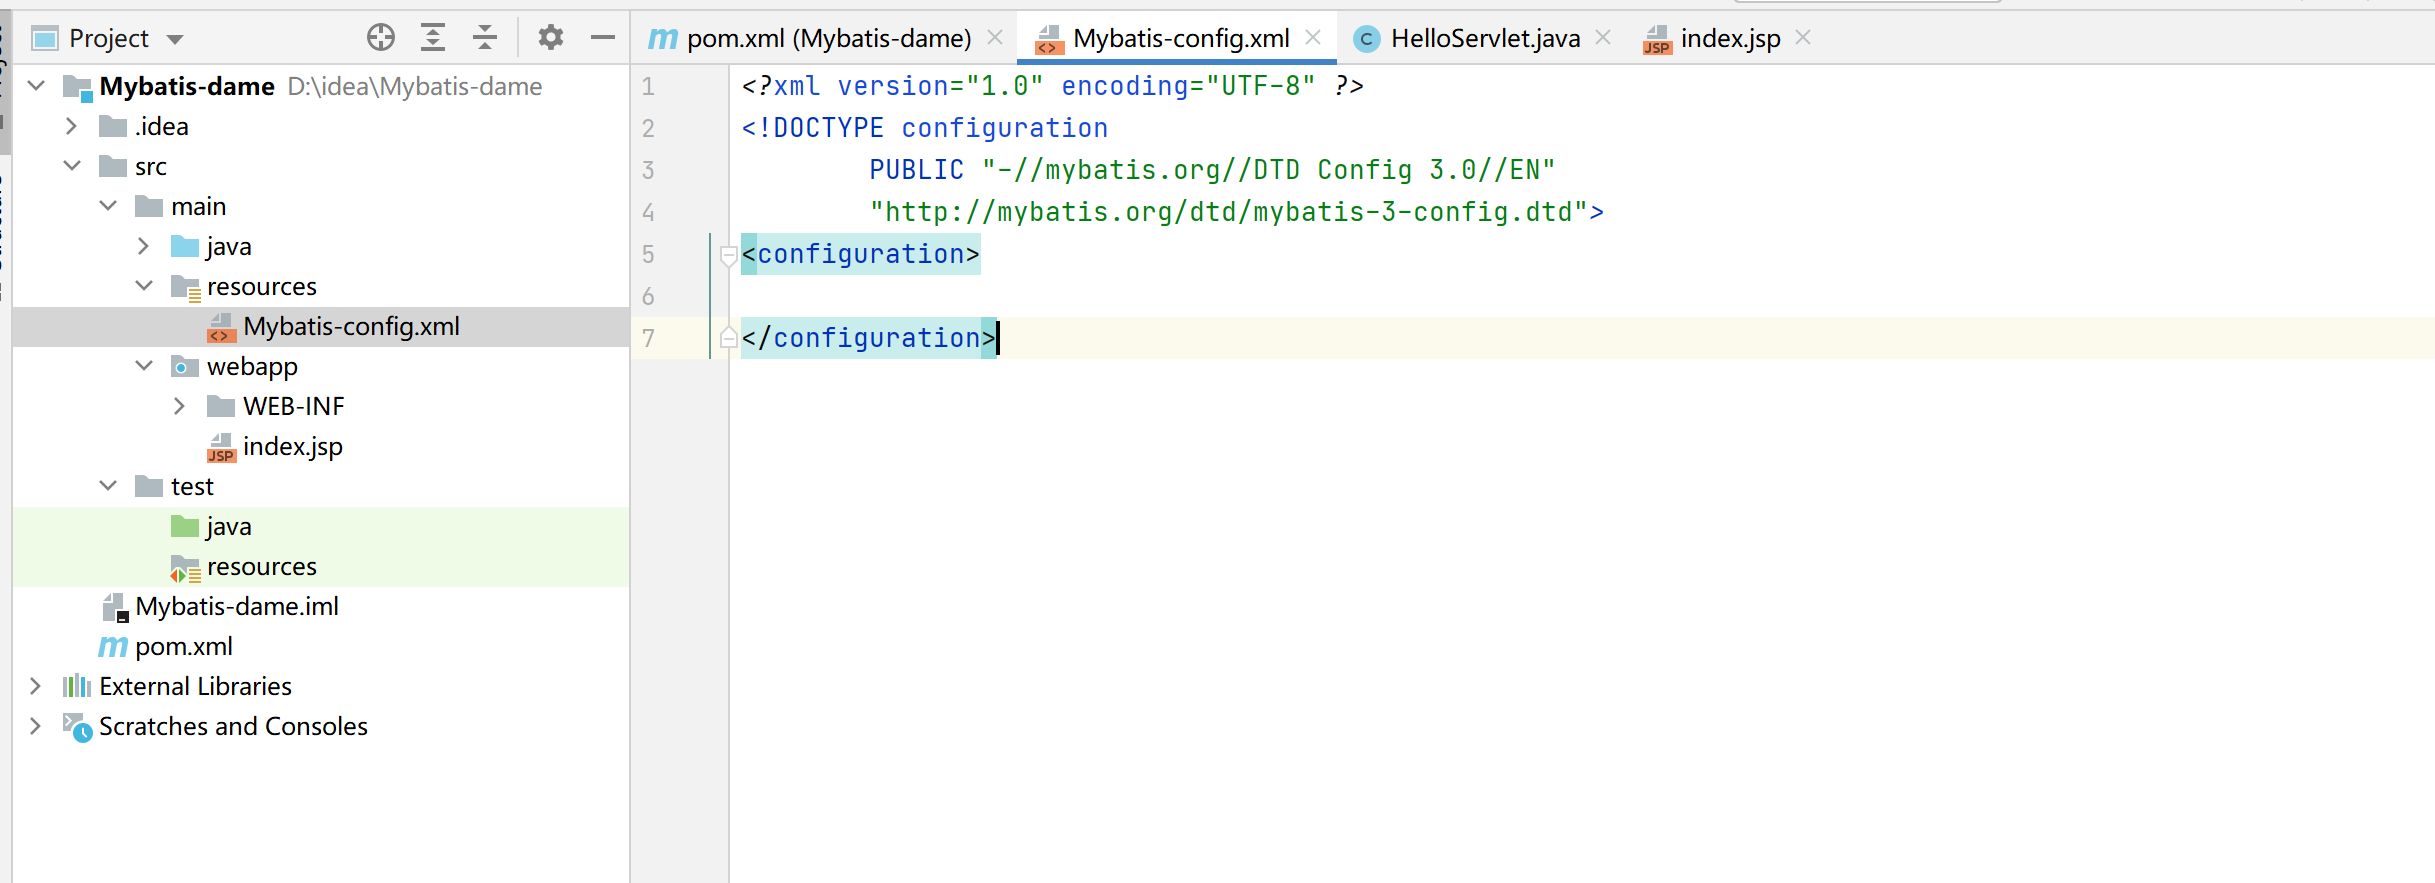 Project
pom.xml (Mybatis-dame)
Mybatis-config.xml
HelloServlet.java
index.jsp
Mybatis-dame D:\idea\Mybatis-dame
.idea
src
main
java
resources
Mybatis-config.xml
webapp
WEB-INF
index.jsp
test
java
resources
Mybatis-dame.iml
pom.xml
External Libraries
Scratches and Consoles
1 <?xml version="1.0" encoding="UTF-8" ?>
2 <!DOCTYPE configuration
3 PUBLIC "-//mybatis.org//DTD Config 3.0//EN"
4 "http://mybatis.org/dtd/mybatis-3-config.dtd">
5 <configuration>
6
7 </configuration>